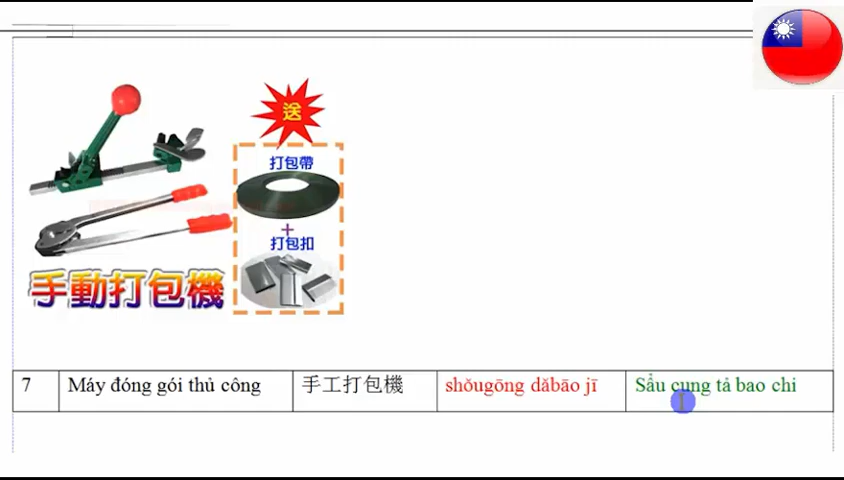 送
打包帶
+
打包扣
手動打包機
7 Máy đóng gói thủ công 手工打包機 shǒugōng dǎbāo jī Sẩu cung tả bao chi